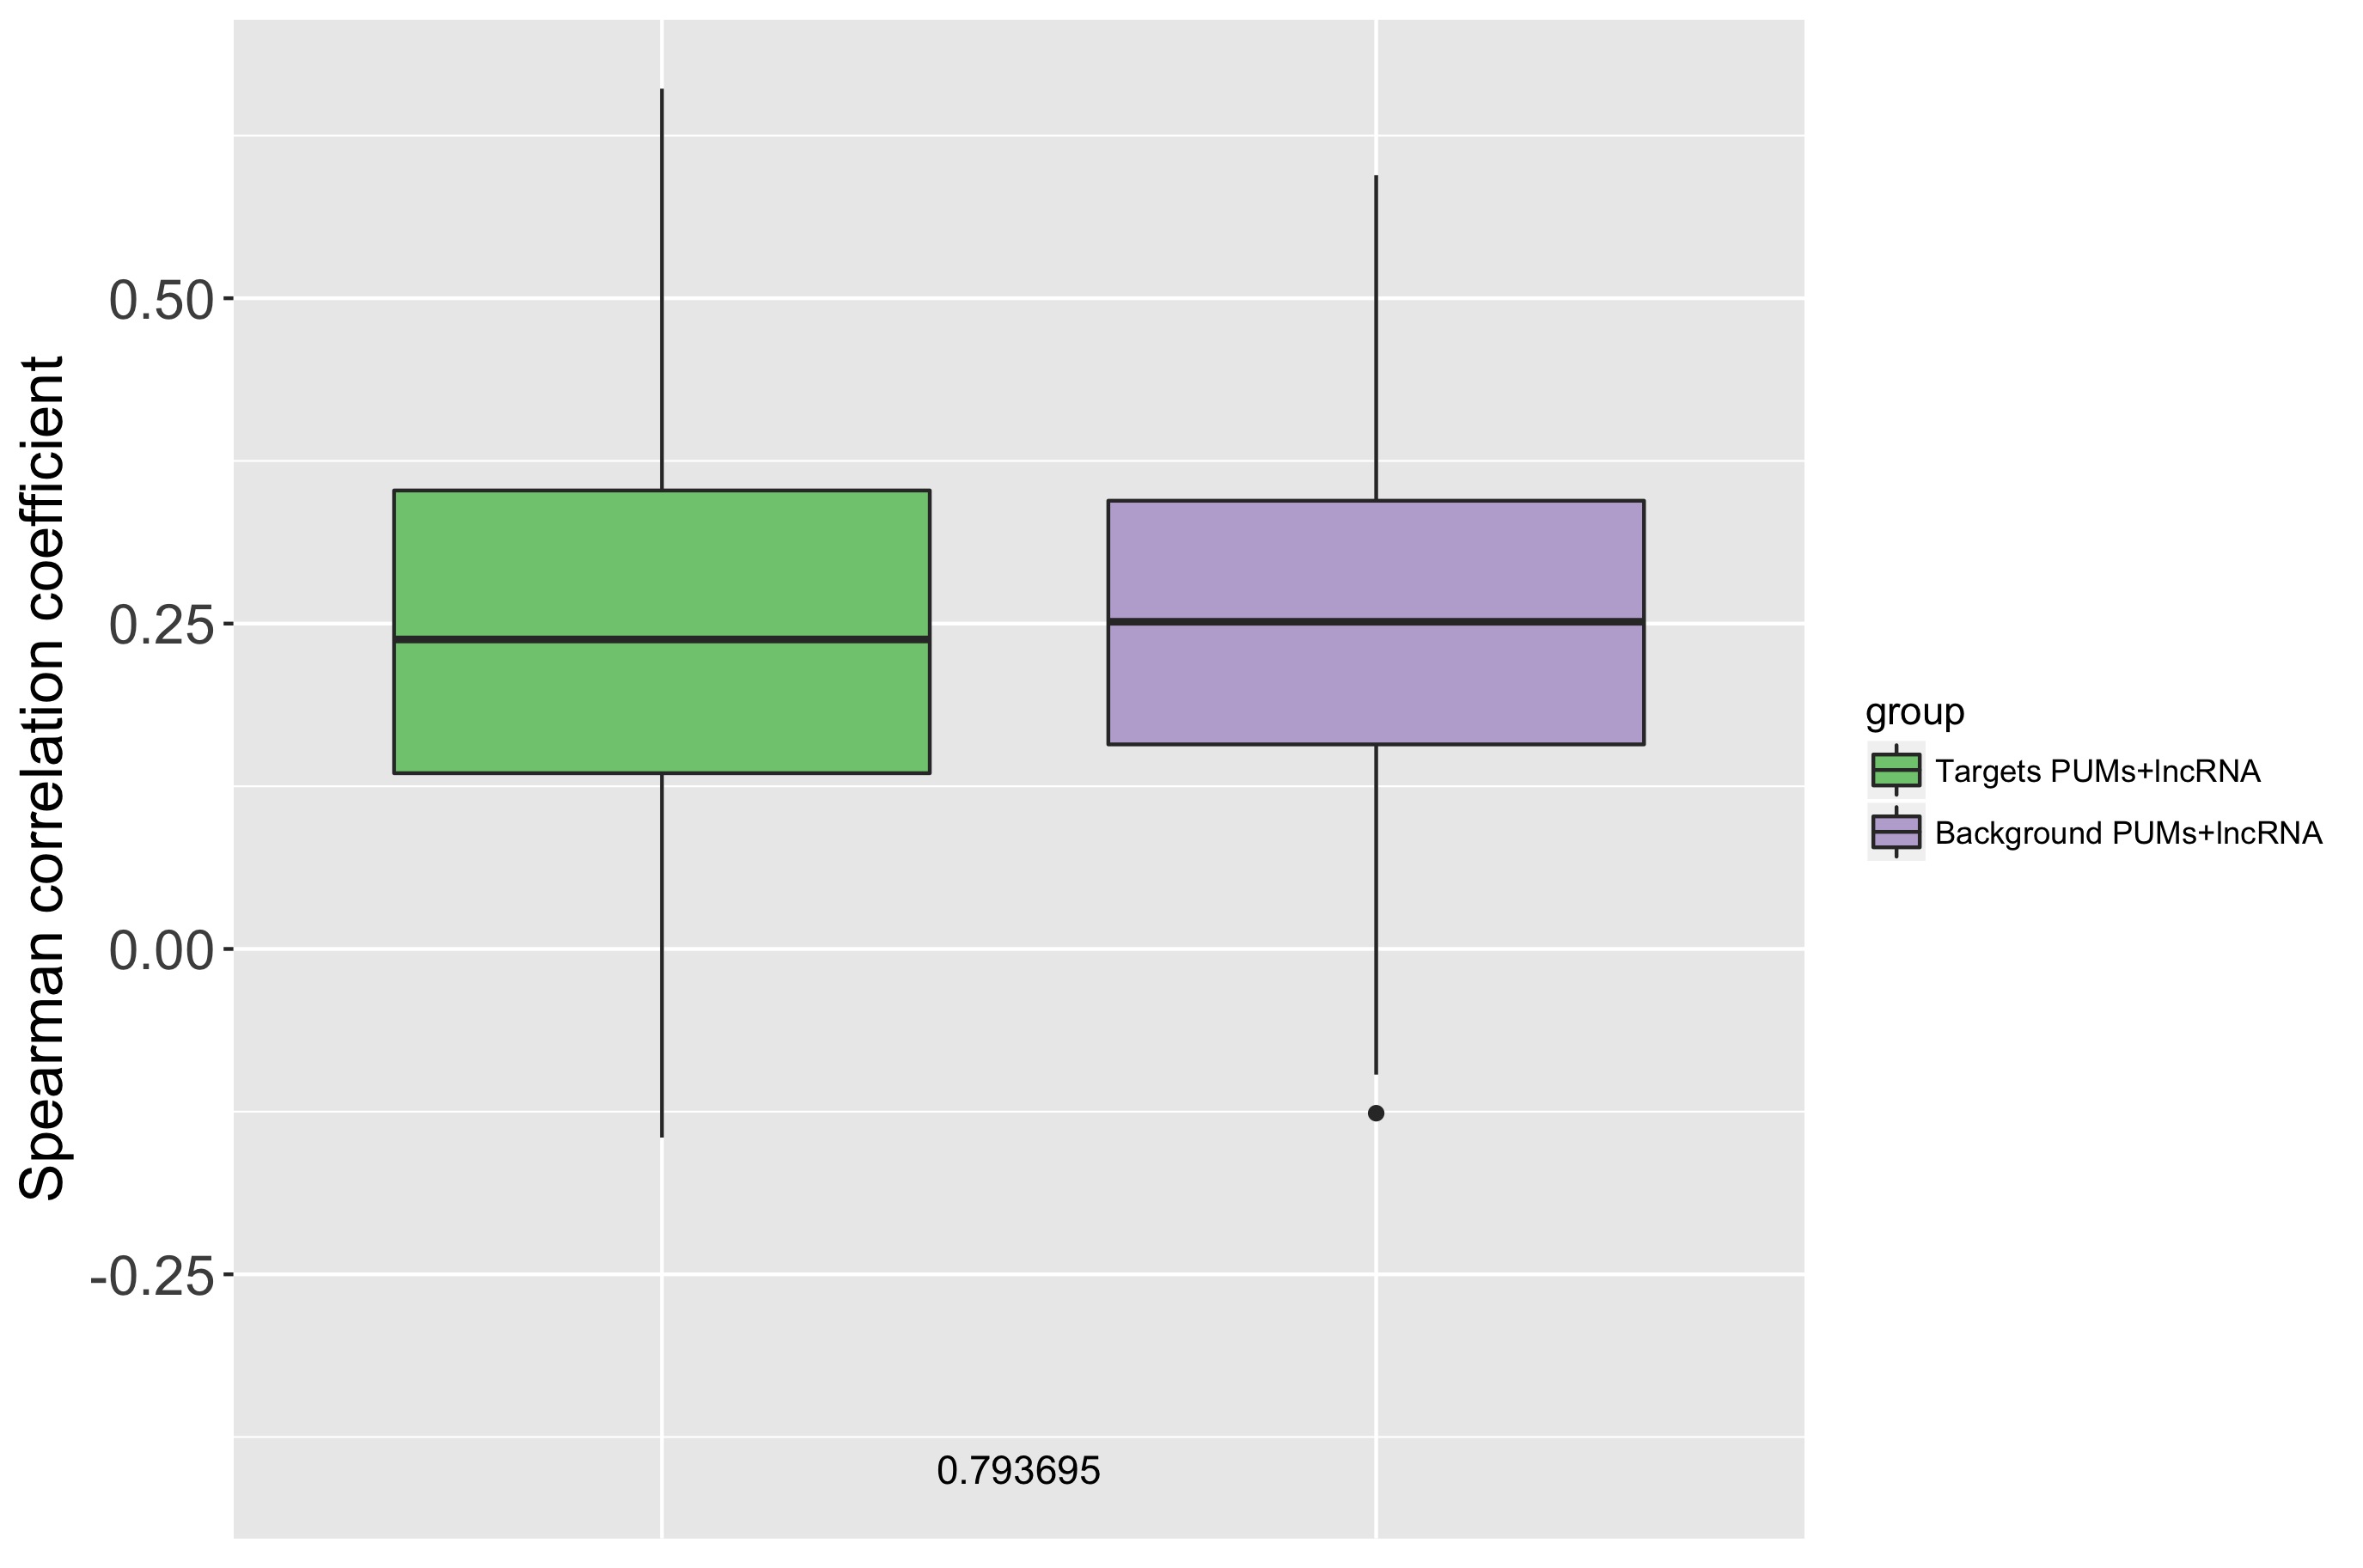 Spearman correlation coefficient
0.50
0.25
0.00
-0.25
0.793695
group
Targets PUMs+lncRNA
Background PUMs+lncRNA